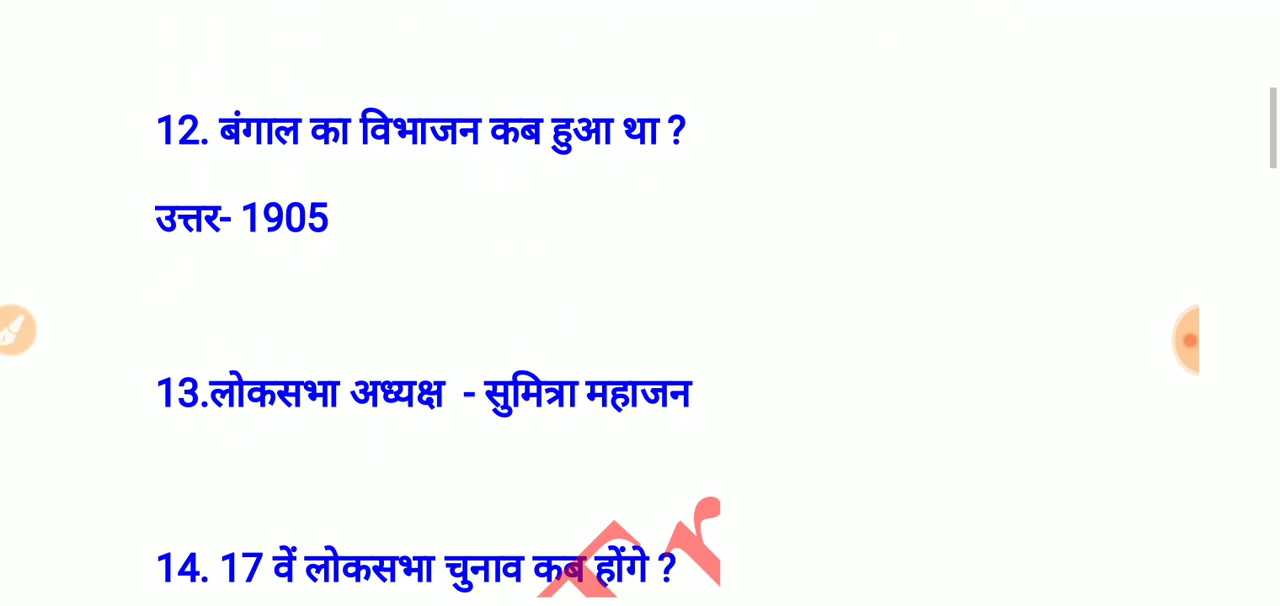 12. बंगाल का विभाजन कब हुआ था ?
उत्तर- 1905
13.लोकसभा अध्यक्ष - सुमित्रा महाजन
14. 17 वें लोकसभा चुनाव कब होंगे ?